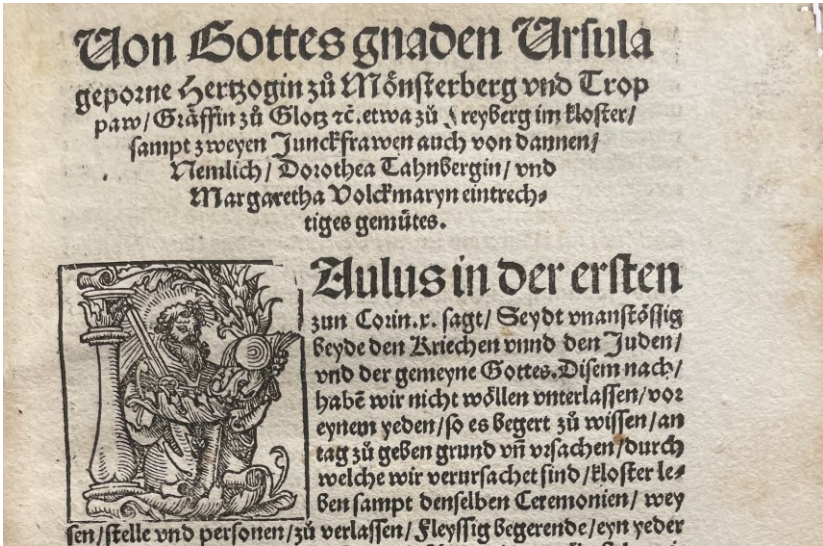 Von Gottes gnaden Ursula
geporne Hertzogin zů Mönsterberg vnd Trop
paw/ Gräffin zů Glotz ⁊c̄. etwa zů Freyberg im kloster/
sampt zweyen Junckfrawen auch von dannen/
Nemlich/ Dorothea Tahnbergin/ vnd
Margaretha Volckmaryn eintrech⸗
tiges gemütes.
PAulus in der ersten
zun Corin.x. sagt/ Seydt vnanstössig
beyde den Kriechen vnnd den Juden/
vnd der gemeyne Gottes. Disem nach/
habē wir nicht wöllen vnterlassen/ vor
eynem yeden/ so es begert zů wissen/ an
tag zů geben grund vn̄ vrsachen/ durch
welche wir verursachet sind/ kloster le⸗
ben sampt denselben Ceremonien/ wey
sen/ stelle vnd personen/ zů verlassen/ Fleyssig begerende/ eyn yeder